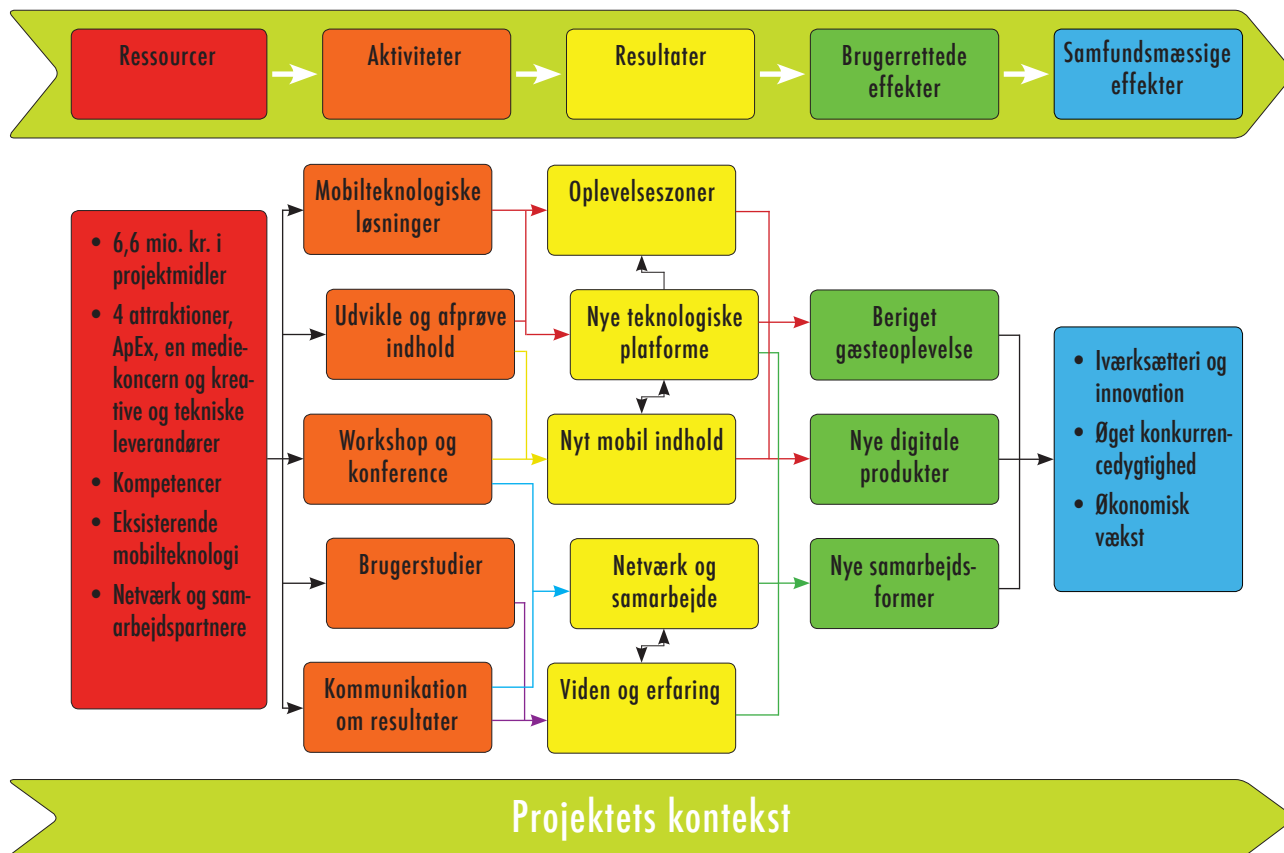 Ressourcer
Aktiviteter
Resultater
Brugerrettede
effekter
Samfundsmæssige
effekter
• 6,6 mio. kr. i
projektmidler
• 4 attraktioner,
ApEx, en medie-
koncern og krea-
tive og tekniske
leverandører
• Kompetencer
• Eksisterende
mobilteknologi
• Netværk og sam-
arbejdspartnere
Mobilteknologiske
løsninger
Udvikle og afprøve
indhold
Workshop og
konference
Brugerstudier
Kommunikation
om resultater
Oplevelseszoner
Nye teknologiske
platforme
Nyt mobil indhold
Netværk og
samarbejde
Viden og erfaring
Beriget
gæsteoplevelse
Nye digitale
produkter
Nye samarbejds-
former
• Iværksætteri og
innovation
• Øget konkurren-
cedygtighed
• Økonomisk
vækst
Projektets kontekst